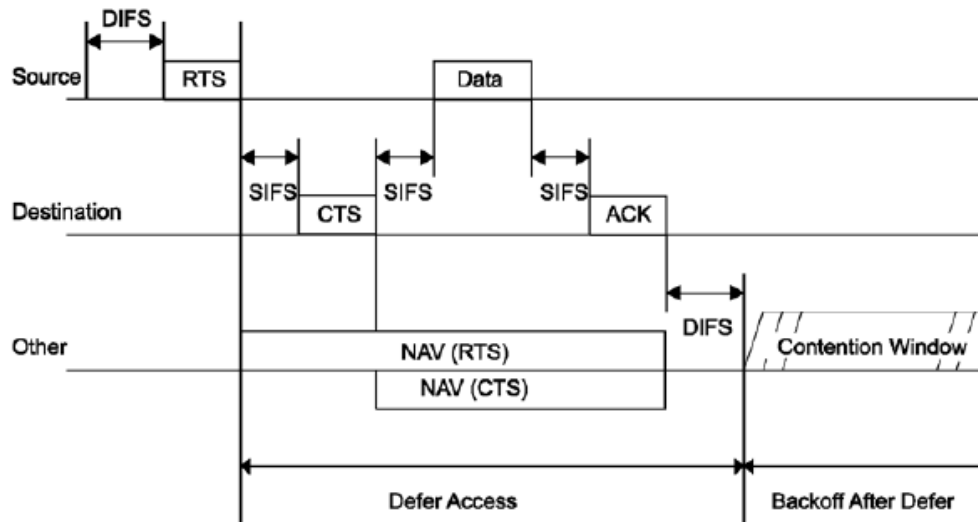 DIFS
Source
RTS
Data
SIFS
SIFS
SIFS
Destination
CTS
ACK
DIFS
Other
NAV (RTS)
Contention Window
NAV (CTS)
Defer Access
Backoff After Defer